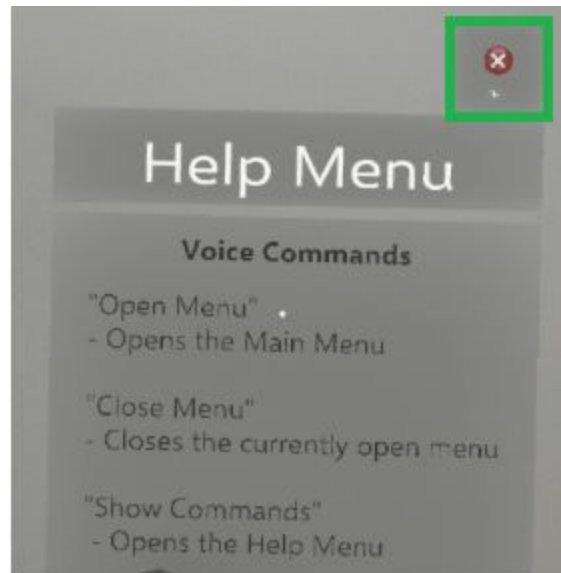 Help Menu
Voice Commands
"Open Menu"
- Opens the Main Menu
"Close Menu"
- Closes the currently open menu
"Show Commands"
- Opens the Help Menu